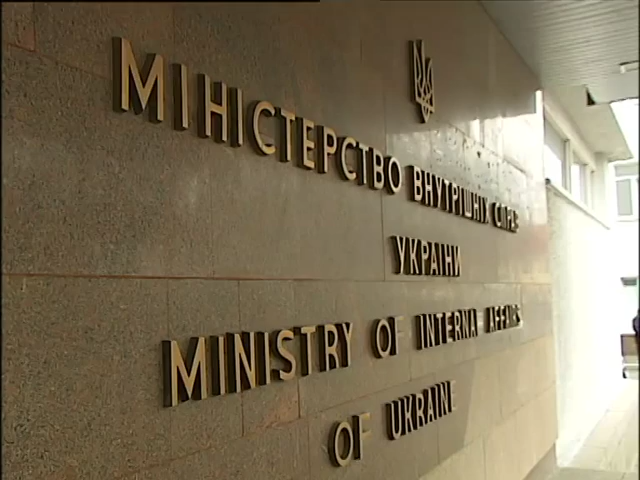 МІНІСТЕРСТВО ВНУТРІШНІХ СПРАВ
УКРАЇНИ
MINISTRY OF INTERNAL AFFAIRS
OF UKRAINE